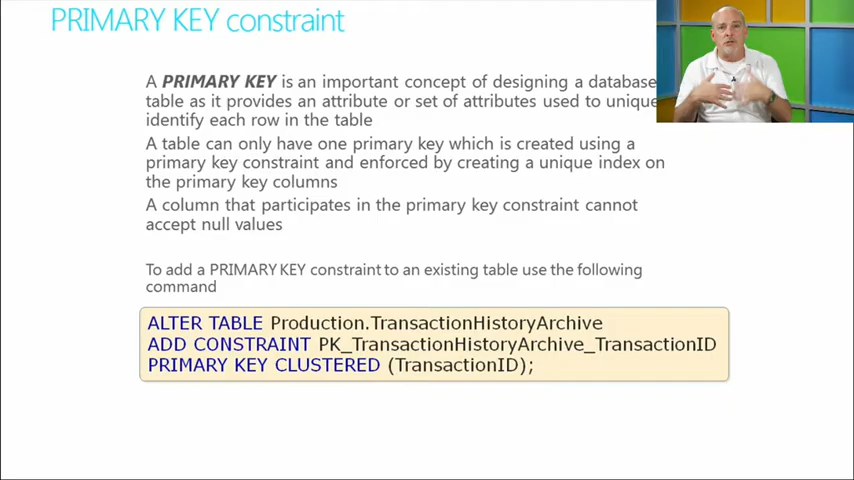 PRIMARY KEY constraint
A PRIMARY KEY is an important concept of designing a database
table as it provides an attribute or set of attributes used to
identify each row in the table
A table can only have one primary key which is created using a
primary key constraint and enforced by creating a unique index on
the primary key columns
A column that participates in the primary key constraint cannot
accept null values
To add a PRIMARY KEY constraint to an existing table use the following
command
ALTER TABLE Production.TransactionHistoryArchive
ADD CONSTRAINT PK_TransactionHistoryArchive_TransactionID
PRIMARY KEY CLUSTERED (TransactionID);